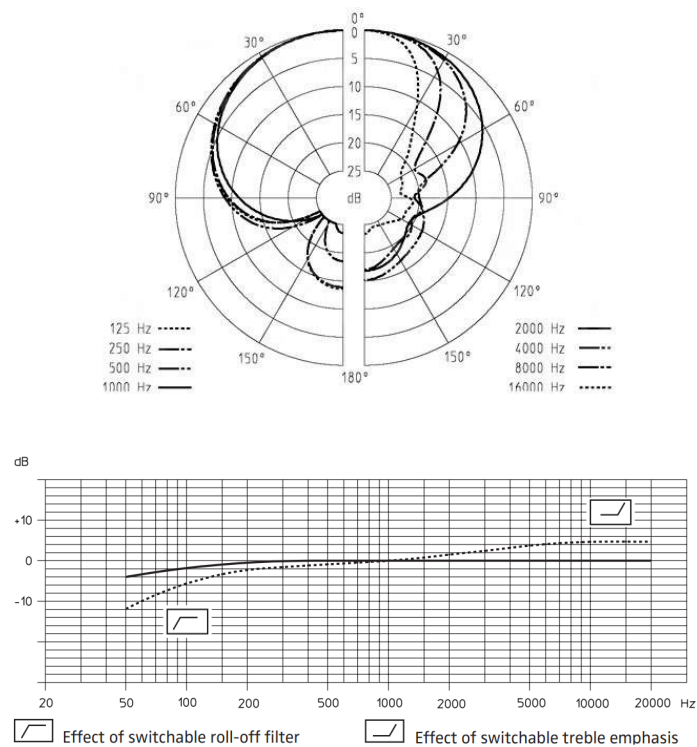 0°
0
30°
30°
5
10
60°
60°
15
20
25
90°
dB
90°
120°
120°
125 Hz
2000 Hz
250 Hz
4000 Hz
500 Hz
150°
150°
8000 Hz
1000 Hz
180°
16000 Hz
dB
+10
0
-10
20 50 100 200 500 1000 2000 5000 10000 20000 Hz
Effect of switchable roll-off filter
Effect of switchable treble emphasis